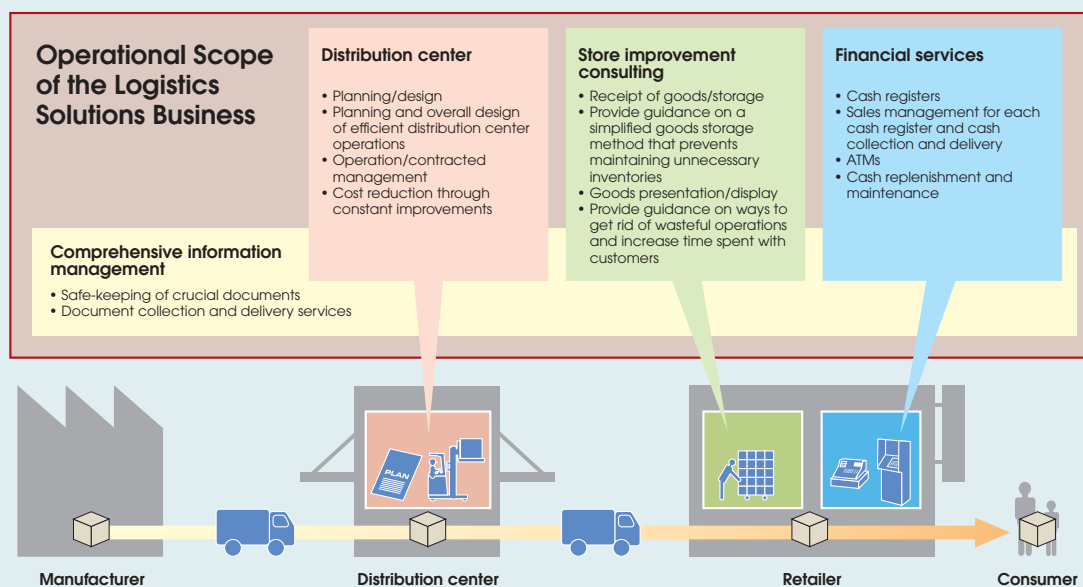 Operational Scope
of the Logistics
Solutions Business
Distribution center
• Planning/design
• Planning and overall design
of efficient distribution center
operations
• Operation/contracted
management
• Cost reduction through
constant improvements
Store improvement
consulting
• Receipt of goods/storage
• Provide guidance on a
simplified goods storage
method that prevents
maintaining unnecessary
inventories
• Goods presentation/display
• Provide guidance on ways to
get rid of wasteful operations
and increase time spent with
customers
Financial services
• Cash registers
• Sales management for each
cash register and cash
collection and delivery
• ATMs
• Cash replenishment and
maintenance
Comprehensive information
management
• Safe-keeping of crucial documents
• Document collection and delivery services
PLAN
Manufacturer
Distribution center
Retailer
Consumer